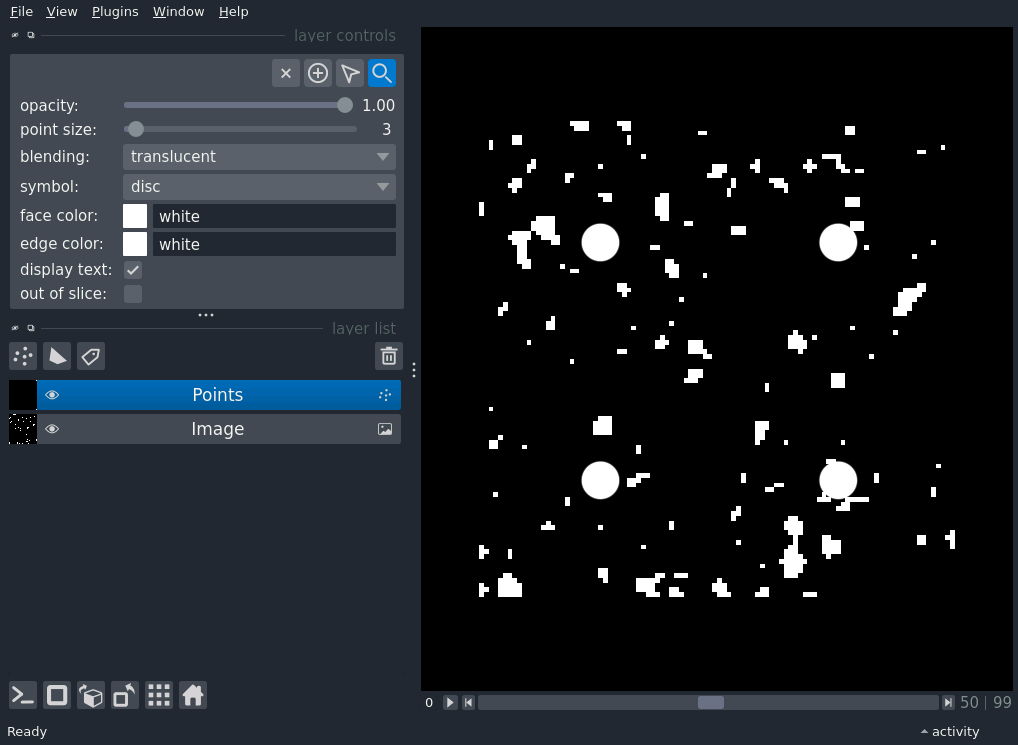 File View Plugins Window Help
layer controls
opacity: 1.00
point size: 3
blending: translucent
symbol: disc
face color: white
edge color: white
display text:
out of slice:
layer list
Points
Image
0 50 | 99
Ready activity